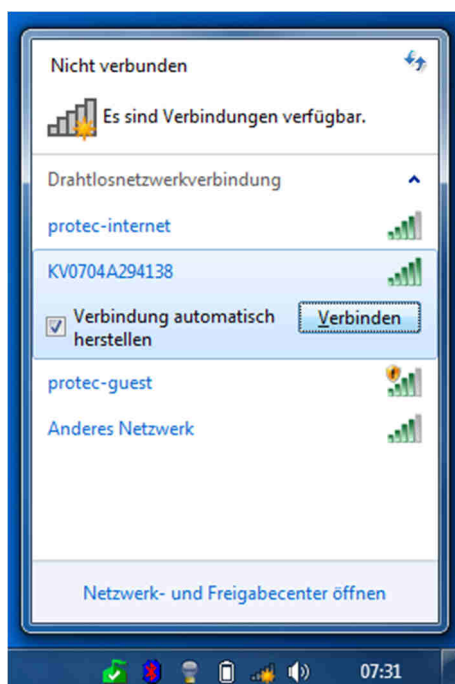 Nicht verbunden
Es sind Verbindungen verfügbar.
Drahtlosnetzwerkverbindung
protec-internet
KV0704A294138
Verbindung automatisch
herstellen
Verbinden
protec-guest
Anderes Netzwerk
Netzwerk- und Freigabecenter öffnen
07:31